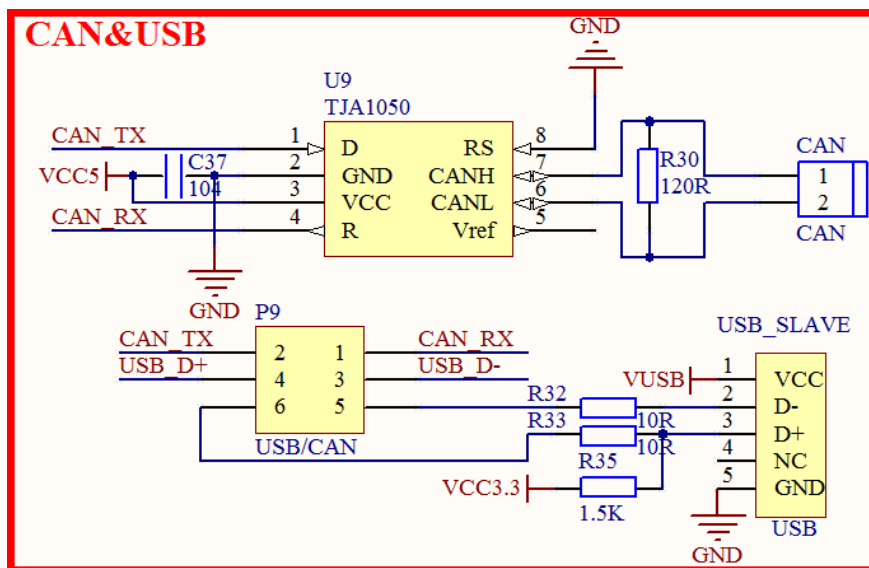 CAN&USB
GND
U9
TJA1050
CAN_TX 1 D RS 8
VCC5 C37 104 2 GND CANH 7 R30 120R CAN 1
3 VCC CANL 6 2
CAN_RX 4 R Vref 5 CAN
GND
P9
USB_SLAVE
CAN_TX 2 1 CAN_RX
USB_D+ 4 3 USB_D-
6 5 R32 10R
USB/CAN R33 10R
VUSB 1 VCC
2 D-
3 D+
4 NC
5 GND
R35
VCC3.3 1.5K
USB
GND